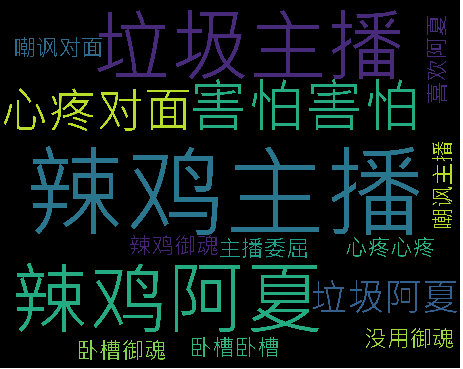 嘲讽对面
垃圾主播
喜欢阿夏
心疼对面
害怕害怕
辣鸡主播
嘲讽主播
辣鸡御魂
主播委屈
心疼心疼
辣鸡阿夏
垃圾阿夏
没用御魂
卧槽御魂
卧槽卧槽